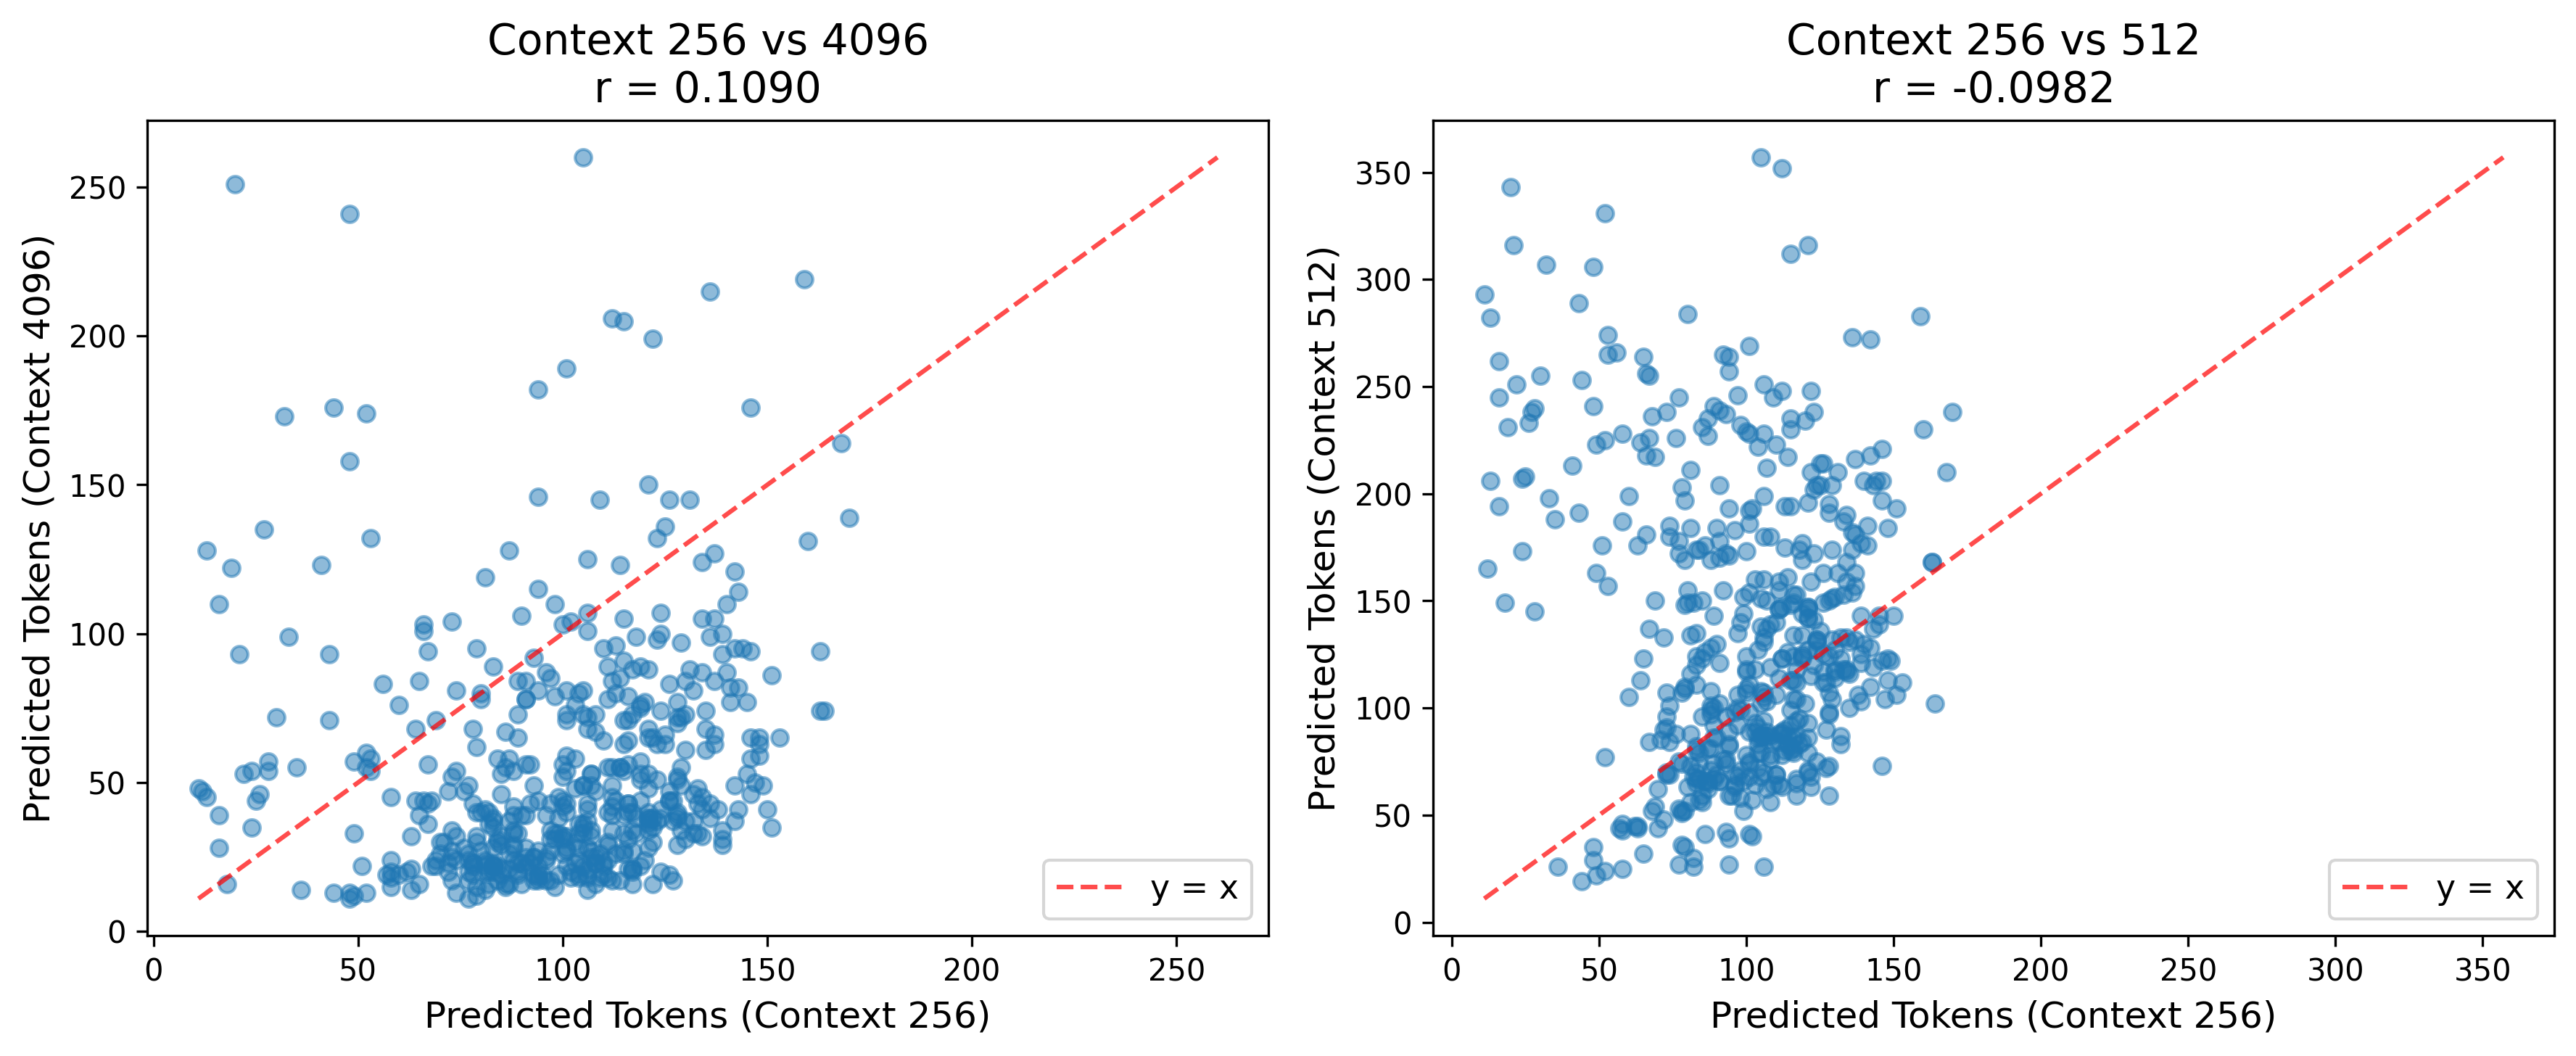 Context 256 vs 4096
r = 0.1090
Predicted Tokens (Context 4096)
250
200
150
100
50
0
0 50 100 150 200 250
Predicted Tokens (Context 256)
y = x
Context 256 vs 512
r = -0.0982
Predicted Tokens (Context 512)
350
300
250
200
150
100
50
0
0 50 100 150 200 250 300 350
Predicted Tokens (Context 256)
y = x